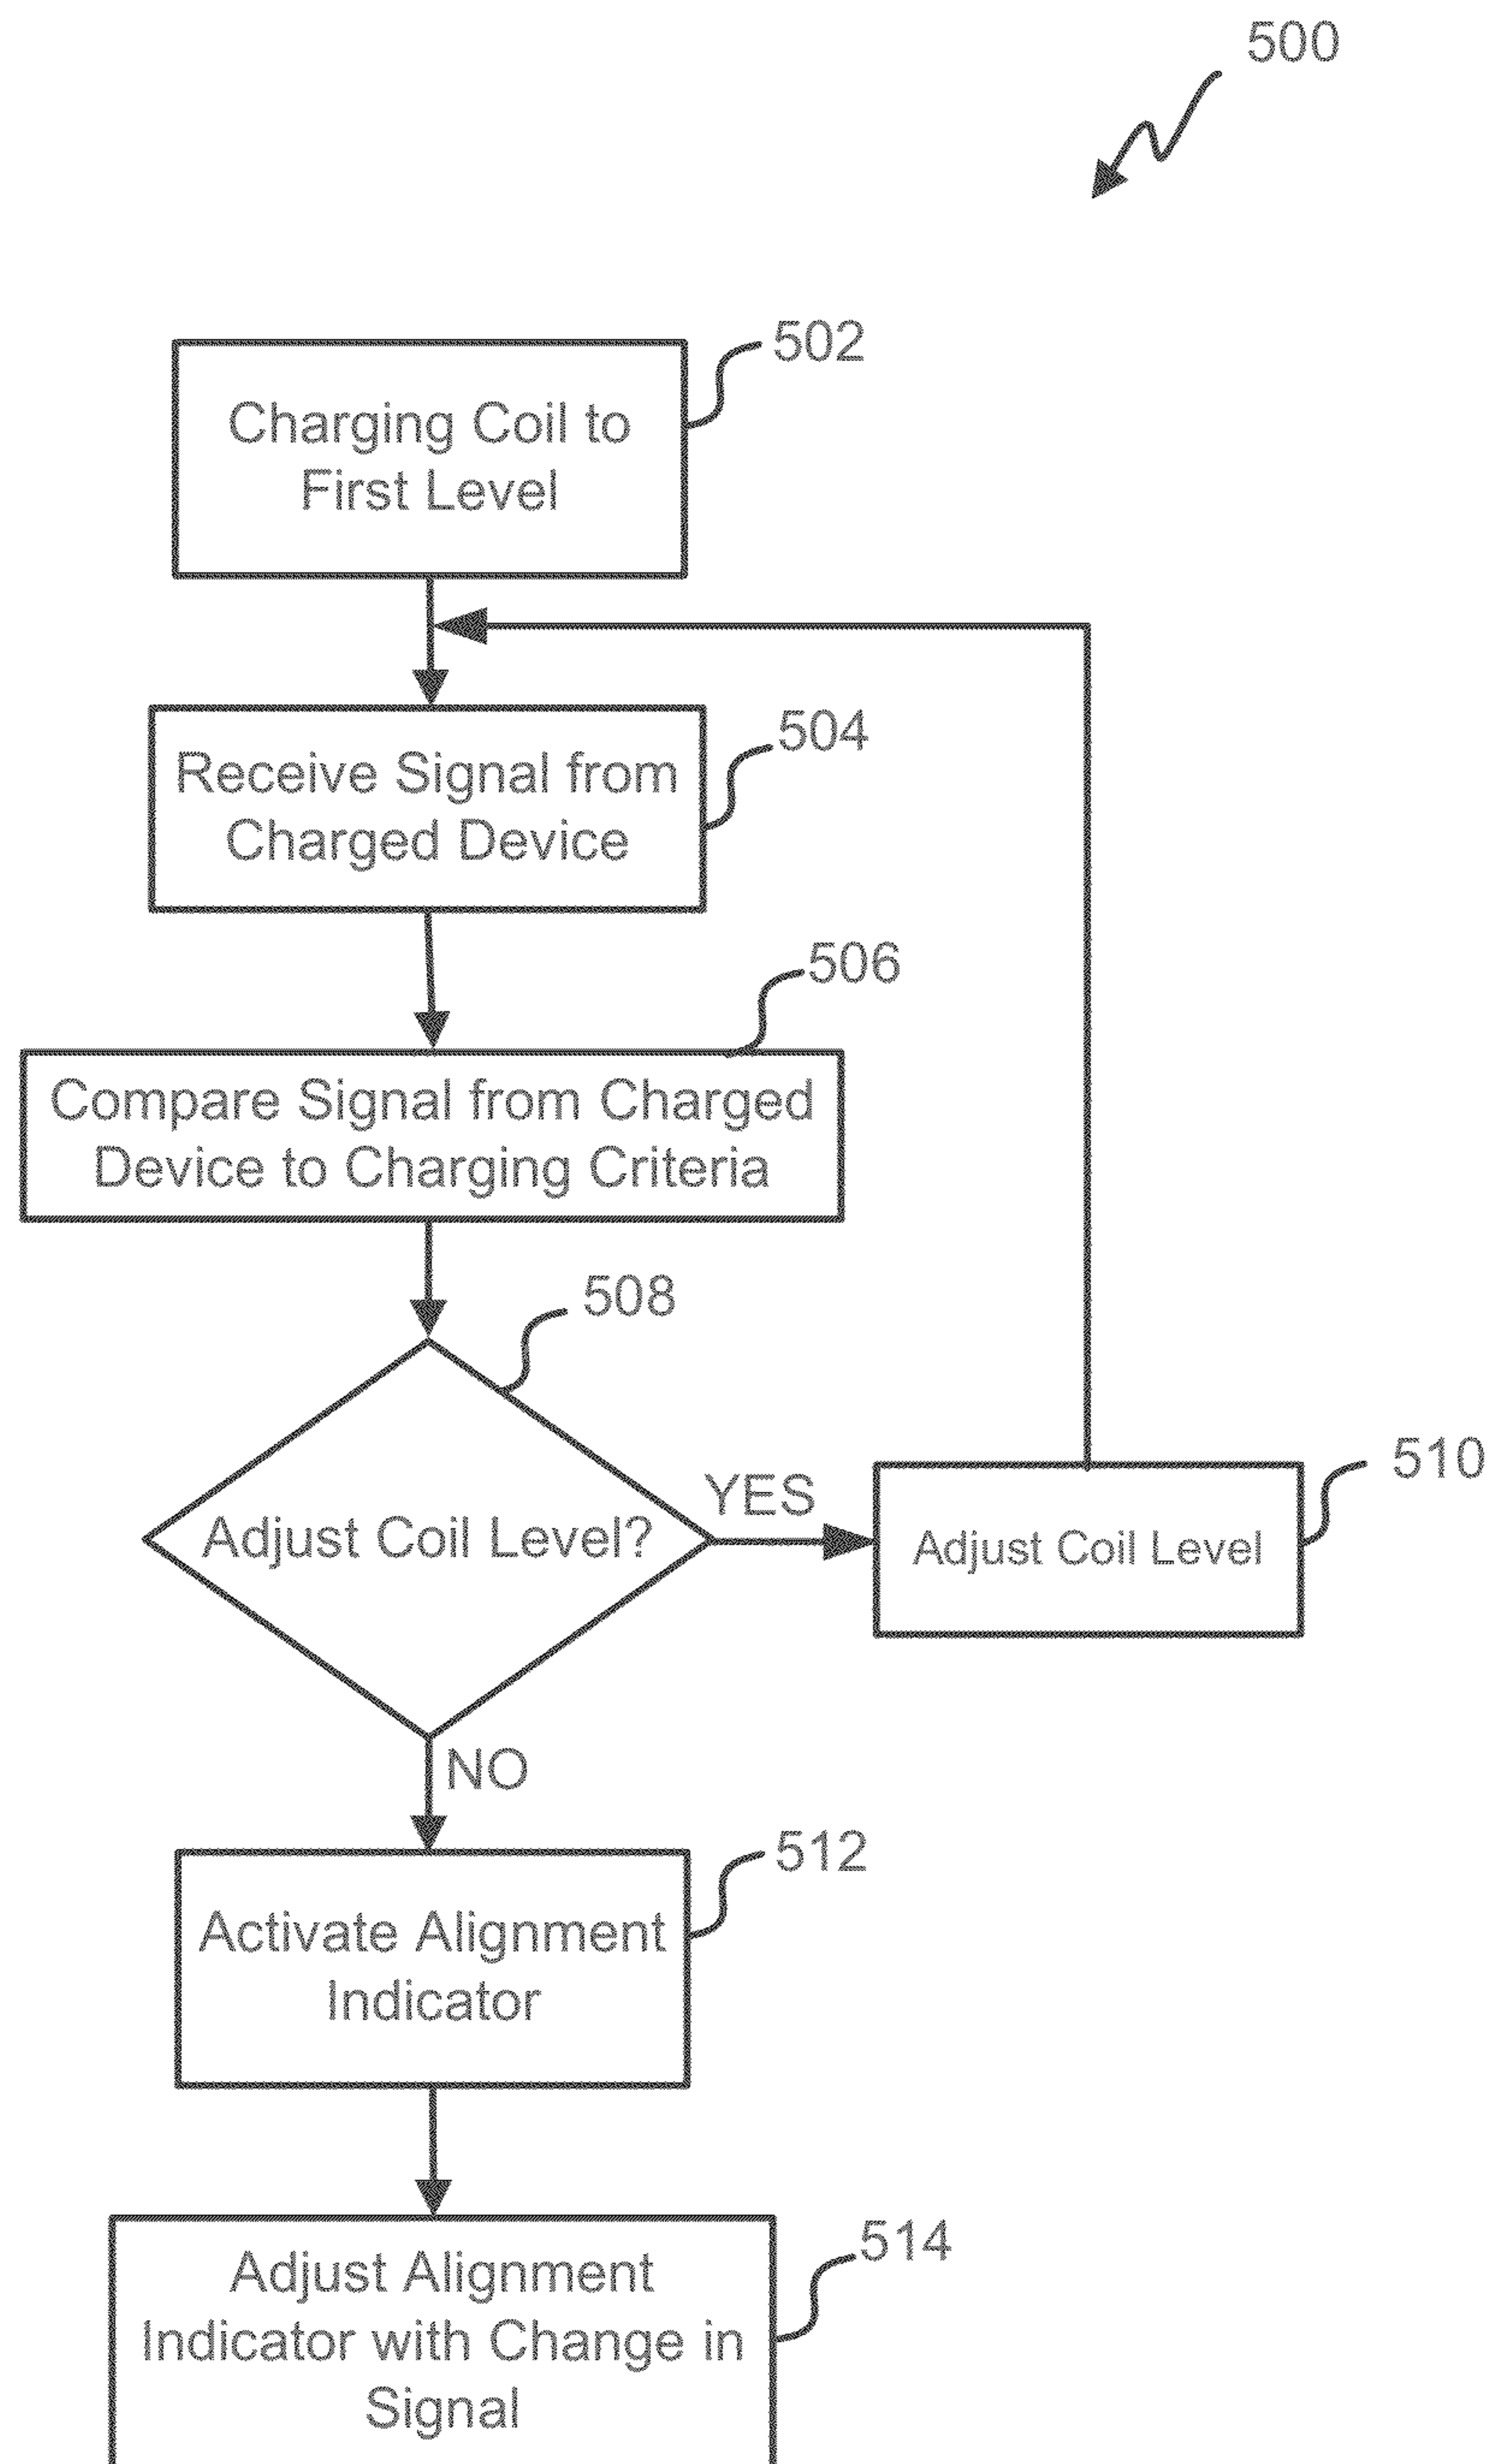 500
502
Charging Coil to
First Level
504
Receive Signal from
Charged Device
506
Compare Signal from Charged
Device to Charging Criteria
508
Adjust Coil Level?
YES
510
Adjust Coil Level
NO
512
Activate Alignment
Indicator
514
Adjust Alignment
Indicator with Change in
Signal